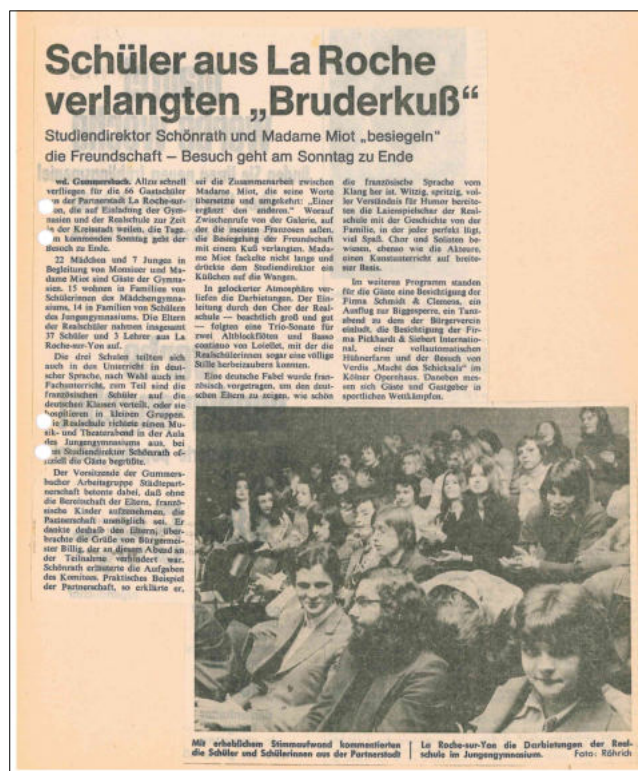 Schüler aus La Roche
verlangten „Bruderkuß“
Studiendirektor Schönrath und Madame Miot „besiegeln“
die Freundschaft – Besuch geht am Sonntag zu Ende
wd. Gummersbach. Allzu schnell
verfliegen für die 66 Gastschüler
aus der Partnerstadt La Roche-sur-
Yon, die auf Einladung der Gym-
nasien und der Realschule zur Zeit
in der Kreisstadt weilen, die Tage.
Am kommenden Sonntag geht der
Besuch zu Ende.
22 Mädchen und 7 Jungen in
Begleitung von Monsieur und Ma-
dame Miot sind Gäste der Gymna-
sien. 15 wohnen in Familien von
Schülerinnen des Mädchengymna-
siums, 14 in Familien von Schülern
des Jungengymnasiums. Die Eltern
der Realschüler nahmen insgesamt
37 Schüler und 3 Lehrer aus La
Roche-sur-Yon auf.
Die drei Schulen teilten sich
auch in den Unterricht in deut-
scher Sprache, nach Wahl auch im
Fachunterricht, zum Teil sind die
französischen Schüler auf die
deutschen Klassen verteilt, oder sie
hospitieren in kleinen Gruppen.
Die Realschule richtete einen Mu-
sik- und Theaterabend in der Aula
des Jungengymnasiums aus, bei
dem Studiendirektor Schönrath of-
fiziell die Gäste begrüßte.
Der Vorsitzende der Gummers-
bacher Arbeitsgruppe Städtepart-
nerschaft betonte dabei, daß ohne
die Bereitschaft der Eltern, franzö-
sische Kinder aufzunehmen, die
Partnerschaft unmöglich sei. Er
dankte deshalb den Eltern, über-
brachte die Grüße von Bürgermei-
ster Billig, der an diesem Abend an
der Teilnahme verhindert war.
Schönrath erläuterte die Aufgaben
des Komitees. Praktisches Beispiel
der Partnerschaft, so erklärte er,
sei die Zusammenarbeit zwischen
Madame Miot, die seine Worte
übersetzte und umgekehrt: „Einer
ergänzt den anderen.“ Worauf
Zwischenrufe von der Galerie, auf
der die meisten Franzosen saßen,
die Besiegelung der Freundschaft
mit einem Kuß verlangten. Mada-
me Miot fackelte nicht lange und
drückte dem Studiendirektor ein
Küßchen auf die Wangen.
In gelockerter Atmosphäre ver-
liefen die Darbietungen. Der Ein-
leitung durch den Chor der Real-
schule — beachtlich groß und gut
— folgten eine Trio-Sonate für
zwei Altblockflöten und Basso
continuo von Loießet, mit der die
Realschülerinnen sogar eine völlige
Stille herbeizaubern konnten.
Eine deutsche Fabel wurde fran-
zösisch vorgetragen, um den deut-
schen Eltern zu zeigen, wie schön
die französische Sprache vom
Klang her ist. Witzig, spritzig, vol-
ler Verständnis für Humor bereite-
ten die Laienspielscher der Real-
schule mit der Geschichte von der
Familie, in der jeder perfekt lügt,
viel Spaß. Chor und Solisten be-
wiesen, ebenso wie die Akteure,
einen Kunstunterricht auf breite-
ster Basis.
Im weiteren Programm standen
für die Gäste eine Besichtigung der
Firma Schmidt & Clemens, ein
Ausflug zur Biggesperre, ein Tanz-
abend zu dem der Bürgerverein
einlädt, die Besichtigung der Fir-
ma Pickhardt & Siebert Internatio-
nal, einer vollautomatischen
Hühnerfarm und der Besuch von
Verdis „Macht des Schicksals“ im
Kölner Opernhaus. Daneben mes-
sen sich Gäste und Gastgeber in
sportlichen Wettkämpfen.
Mit erheblichem Stimmaufwand kommentierten
die Schüler und Schülerinnen aus der Partnerstadt
La Roche-sur-Yon die Darbietungen der Real-
schule im Jungengymnasium. Foto: Röhrich